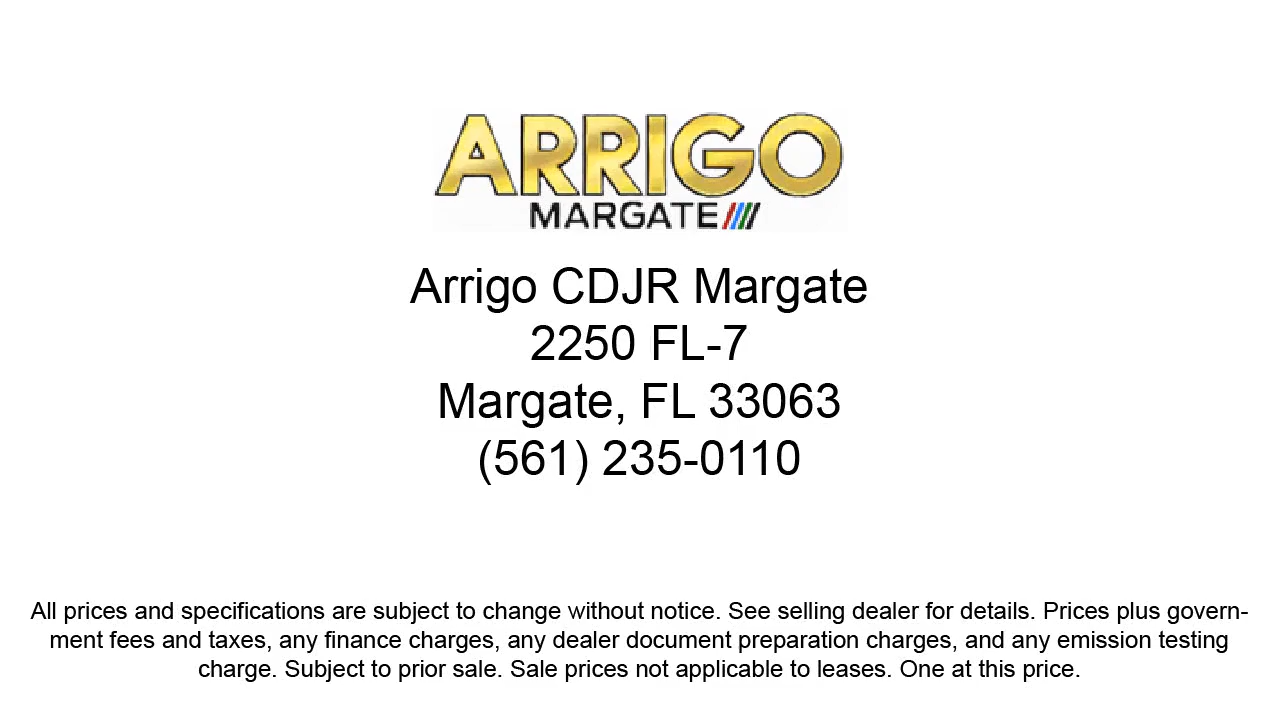 ARRIGO
MARGATE
Arrigo CDJR Margate
2250 FL-7
Margate, FL 33063
(561) 235-0110
All prices and specifications are subject to change without notice. See selling dealer for details. Prices plus govern-
ment fees and taxes, any finance charges, any dealer document preparation charges, and any emission testing
charge. Subject to prior sale. Sale prices not applicable to leases. One at this price.